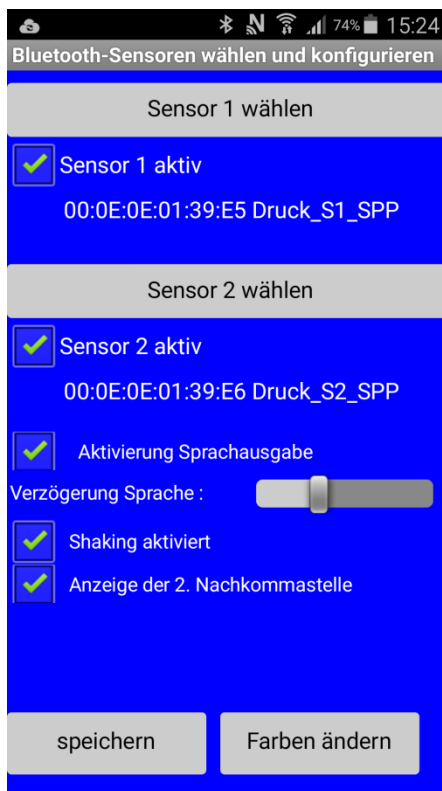 74% 15:24
Bluetooth-Sensoren wählen und konfigurieren
Sensor 1 wählen
Sensor 1 aktiv
00:0E:0E:01:39:E5 Druck_S1_SPP
Sensor 2 wählen
Sensor 2 aktiv
00:0E:0E:01:39:E6 Druck_S2_SPP
Aktivierung Sprachausgabe
Verzögerung Sprache :
Shaking aktiviert
Anzeige der 2. Nachkommastelle
speichern Farben ändern